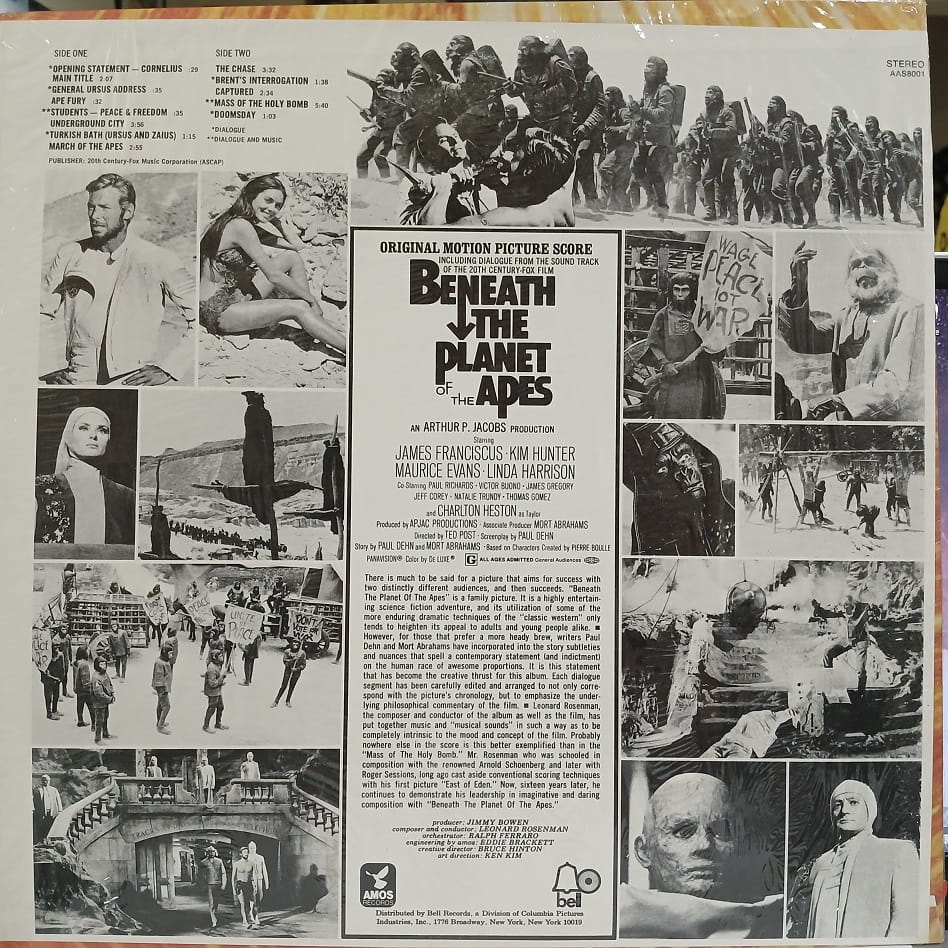 SIDE ONE
*OPENING STATEMENT — CORNELIUS :29
MAIN TITLE 2 07
*GENERAL URSUS ADDRESS :35
APE FURY :32
**STUDENTS — PEACE & FREEDOM :35
UNDERGROUND CITY 3:56
*TURKISH BATH (URSUS AND ZAIUS) 1:15
MARCH OF THE APES 2:55
PUBLISHER: 20th Century-Fox Music Corporation (ASCAP)
SIDE TWO
THE CHASE 3:32
*BRENT'S INTERROGATION 1:38
CAPTURED 2:34
**MASS OF THE HOLY BOMB 5:40
*DOOMSDAY 1:03
*DIALOGUE
**DIALOGUE AND MUSIC
STEREO
AAS8001
WAGE
PEACE
NOT
WAR
ORIGINAL MOTION PICTURE SCORE
INCLUDING DIALOGUE FROM THE SOUND TRACK
OF THE 20TH CENTURY-FOX FILM
BENEATH
THE
PLANET
OF THE APES
AN ARTHUR P. JACOBS PRODUCTION
Starring
JAMES FRANCISCUS · KIM HUNTER
MAURICE EVANS · LINDA HARRISON
Co-Starring PAUL RICHARDS · VICTOR BUONO · JAMES GREGORY
JEFF COREY · NATALIE TRUNDY · THOMAS GOMEZ
and CHARLTON HESTON as Taylor
Produced by APJAC PRODUCTIONS · Associate Producer MORT ABRAHAMS
Directed by TED POST · Screenplay by PAUL DEHN
Story by PAUL DEHN and MORT ABRAHAMS · Based on Characters Created by PIERRE BOULLE
PANAVISION® Color by DE LUXE® G ALL AGES ADMITTED General Audiences
There is much to be said for a picture that aims for success with
two distinctly different audiences, and then succeeds. "Beneath
The Planet Of The Apes" is a family picture. It is a highly entertain-
ing science fiction adventure, and its utilization of some of the
more enduring dramatic techniques of the "classic western" only
tends to heighten its appeal to adults and young people alike. ■
However, for those that prefer a more heady brew, writers Paul
Dehn and Mort Abrahams have incorporated into the story subtleties
and nuances that spell a contemporary statement (and indictment)
on the human race of awesome proportions. It is this statement
that has become the creative thrust for this album. Each dialogue
segment has been carefully edited and arranged to not only corre-
spond with the picture's chronology, but to emphasize the under-
lying philosophical commentary of the film. ■ Leonard Rosenman,
the composer and conductor of the album as well as the film, has
put together music and "musical sounds" in such a way as to be
completely intrinsic to the mood and concept of the film. Probably
nowhere else in the score is this better exemplified than in the
"Mass of The Holy Bomb." Mr. Rosenman who was schooled in
composition with the renowned Arnold Schoenberg and later with
Roger Sessions, long ago cast aside conventional scoring techniques
with his first picture "East of Eden." Now, sixteen years later, he
continues to demonstrate his leadership in imaginative and daring
composition with "Beneath The Planet Of The Apes."
producer: JIMMY BOWEN
composer and conductor: LEONARD ROSENMAN
orchestrator: RALPH FERRARO
engineering by amos: EDDIE BRACKETT
creative director: BRUCE HINTON
art direction: KEN KIM
AMOS
RECORDS
bell
Distributed by Bell Records, a Division of Columbia Pictures
Industries, Inc., 1776 Broadway, New York, New York 10019